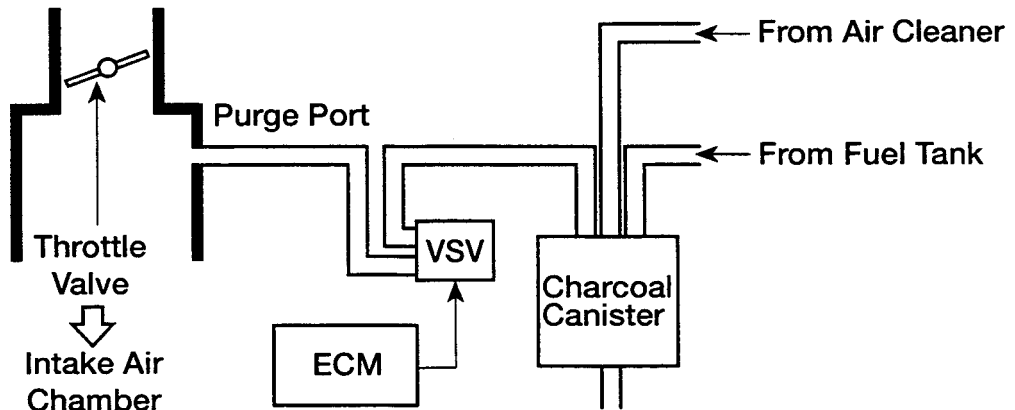 From Air Cleaner
Purge Port
From Fuel Tank
Throttle
Valve
VSV
Charcoal
Canister
Intake Air
Chamber
ECM